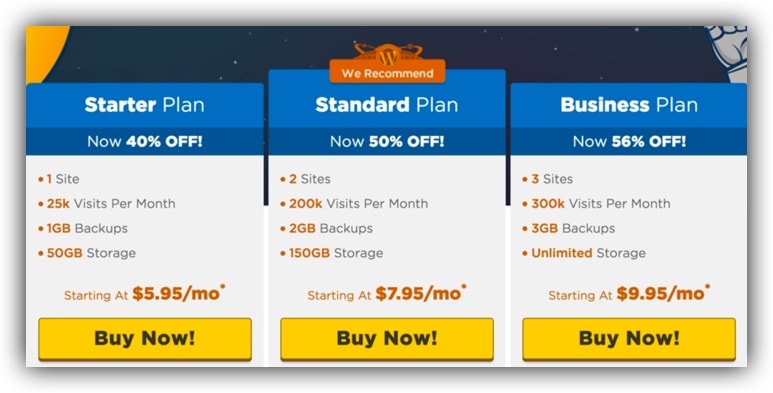 We Recommend
Starter Plan
Now 40% OFF!
• 1 Site
• 25k Visits Per Month
• 1GB Backups
• 50GB Storage
Starting At $5.95/mo*
Buy Now!
Standard Plan
Now 50% OFF!
• 2 Sites
• 200k Visits Per Month
• 2GB Backups
• 150GB Storage
Starting At $7.95/mo*
Buy Now!
Business Plan
Now 56% OFF!
• 3 Sites
• 300k Visits Per Month
• 3GB Backups
• Unlimited Storage
Starting At $9.95/mo*
Buy Now!